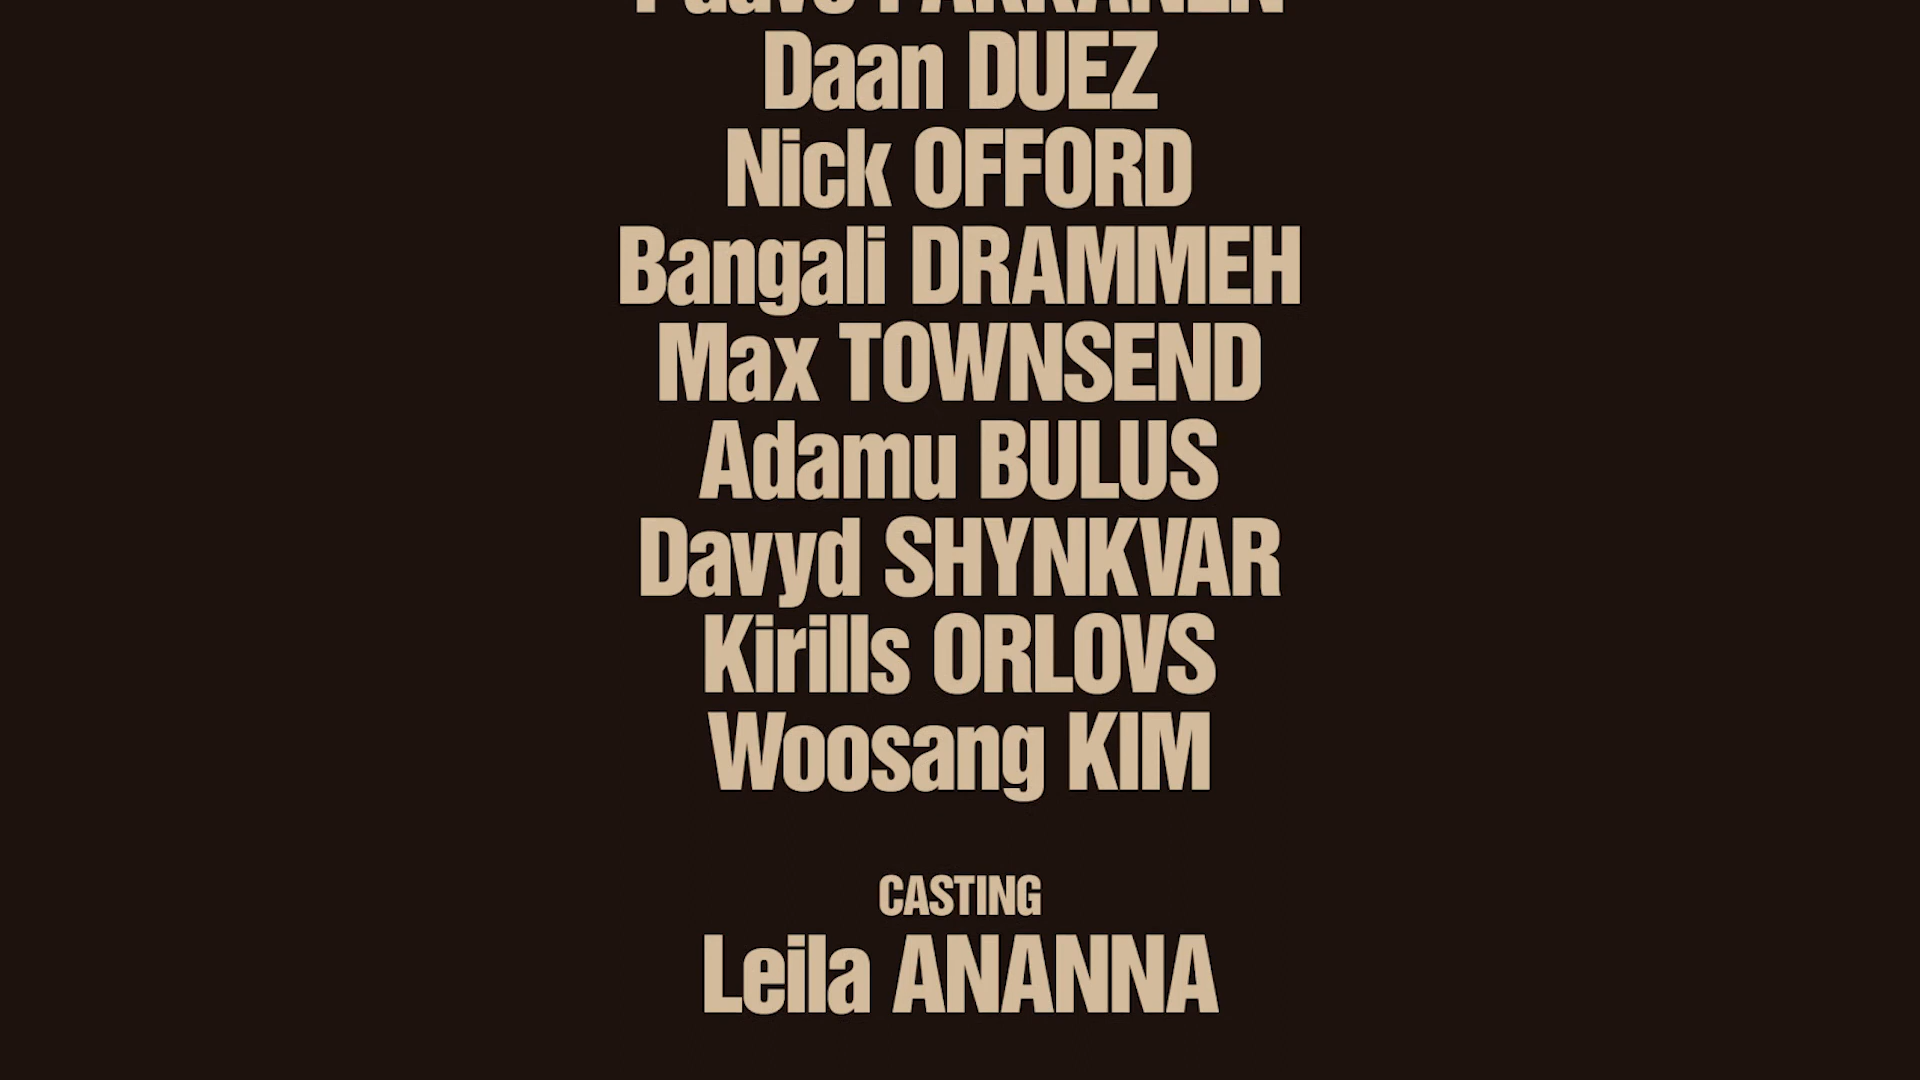 Daan DUEZ
Nick OFFORD
Bangali DRAMMEH
Max TOWNSEND
Adamu BULUS
Davyd SHYNKVAR
Kirills ORLOVS
Woosang KIM
CASTING
Leila ANANNA